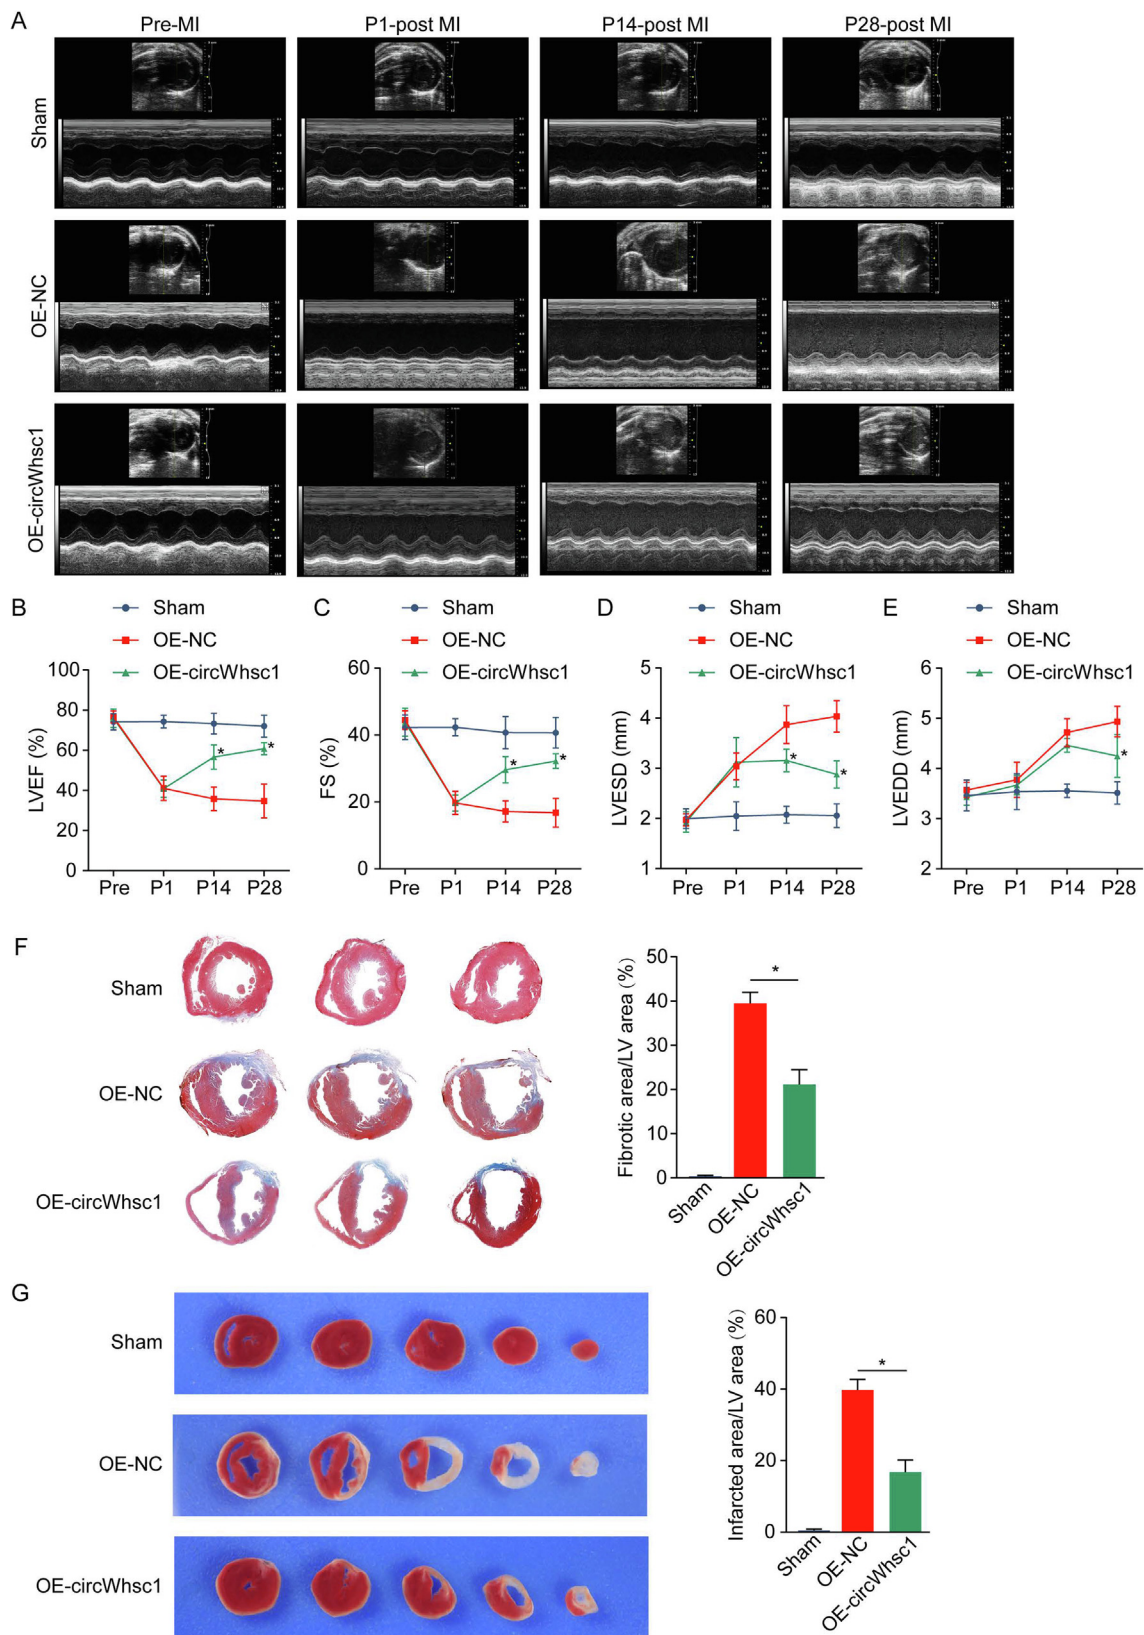 A
Pre-MI
P1-post MI
P14-post MI
P28-post MI
Sham
OE-NC
OE-circWhsc1
B
Sham
OE-NC
OE-circWhsc1
LVEF (%)
100
80
60
40
20
0
*
*
Pre
P1
P14
P28
C
Sham
OE-NC
OE-circWhsc1
FS (%)
60
40
20
0
*
*
Pre
P1
P14
P28
D
Sham
OE-NC
OE-circWhsc1
LVESD (mm)
5
4
3
2
1
*
*
Pre
P1
P14
P28
E
Sham
OE-NC
OE-circWhsc1
LVEDD (mm)
6
5
4
3
2
*
Pre
P1
P14
P28
F
Sham
OE-NC
OE-circWhsc1
Fibrotic area/LV area (%)
50
40
30
20
10
0
*
Sham
OE-NC
OE-circWhsc1
G
Sham
OE-NC
OE-circWhsc1
Infarcted area/LV area (%)
60
40
20
0
*
Sham
OE-NC
OE-circWhsc1